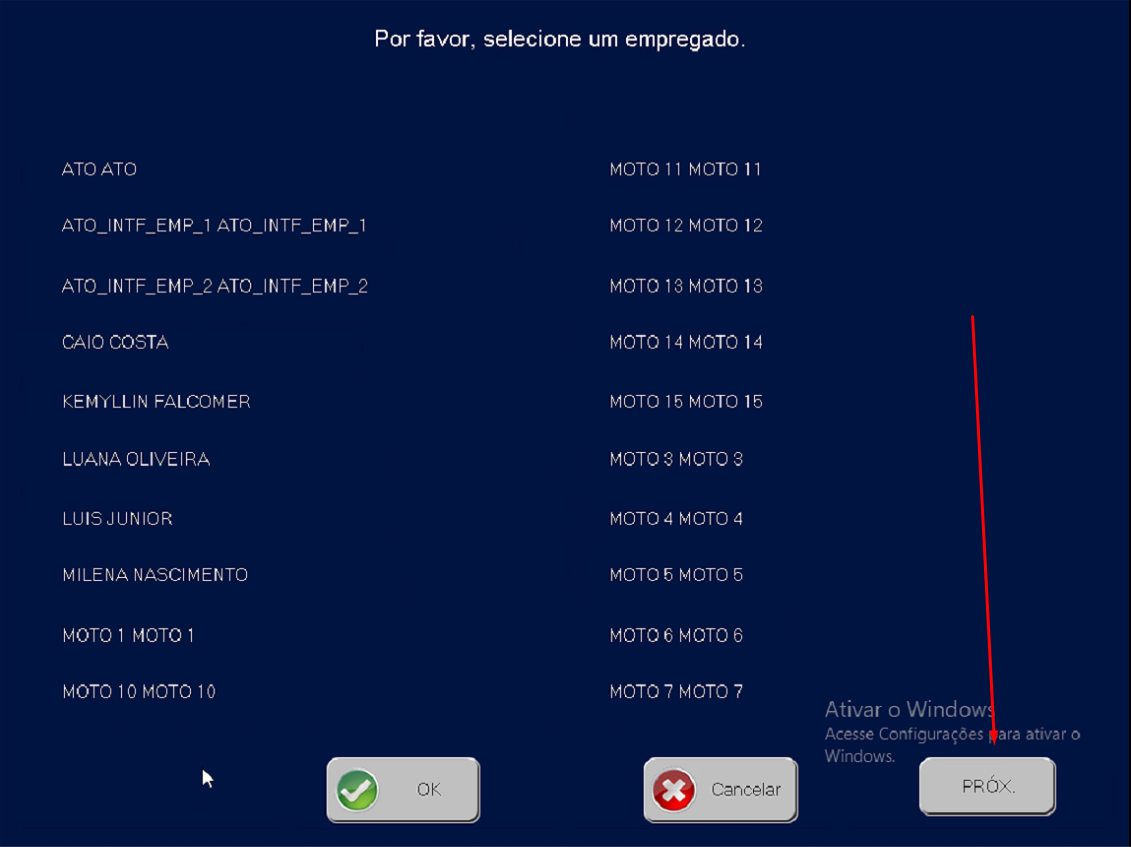 Por favor, selecione um empregado.
ATO ATO
MOTO 11 MOTO 11
ATO_INTF_EMP_1 ATO_INTF_EMP_1
MOTO 12 MOTO 12
ATO_INTF_EMP_2 ATO_INTF_EMP_2
MOTO 13 MOTO 13
CAIO COSTA
MOTO 14 MOTO 14
KEMYLLIN FALCOMER
MOTO 15 MOTO 15
LUANA OLIVEIRA
MOTO 3 MOTO 3
LUIS JUNIOR
MOTO 4 MOTO 4
MILENA NASCIMENTO
MOTO 5 MOTO 5
MOTO 1 MOTO 1
MOTO 6 MOTO 6
MOTO 10 MOTO 10
MOTO 7 MOTO 7
Ativar o Windows
Acesse Configurações para ativar o
Windows.
OK
Cancelar
PRÓX.